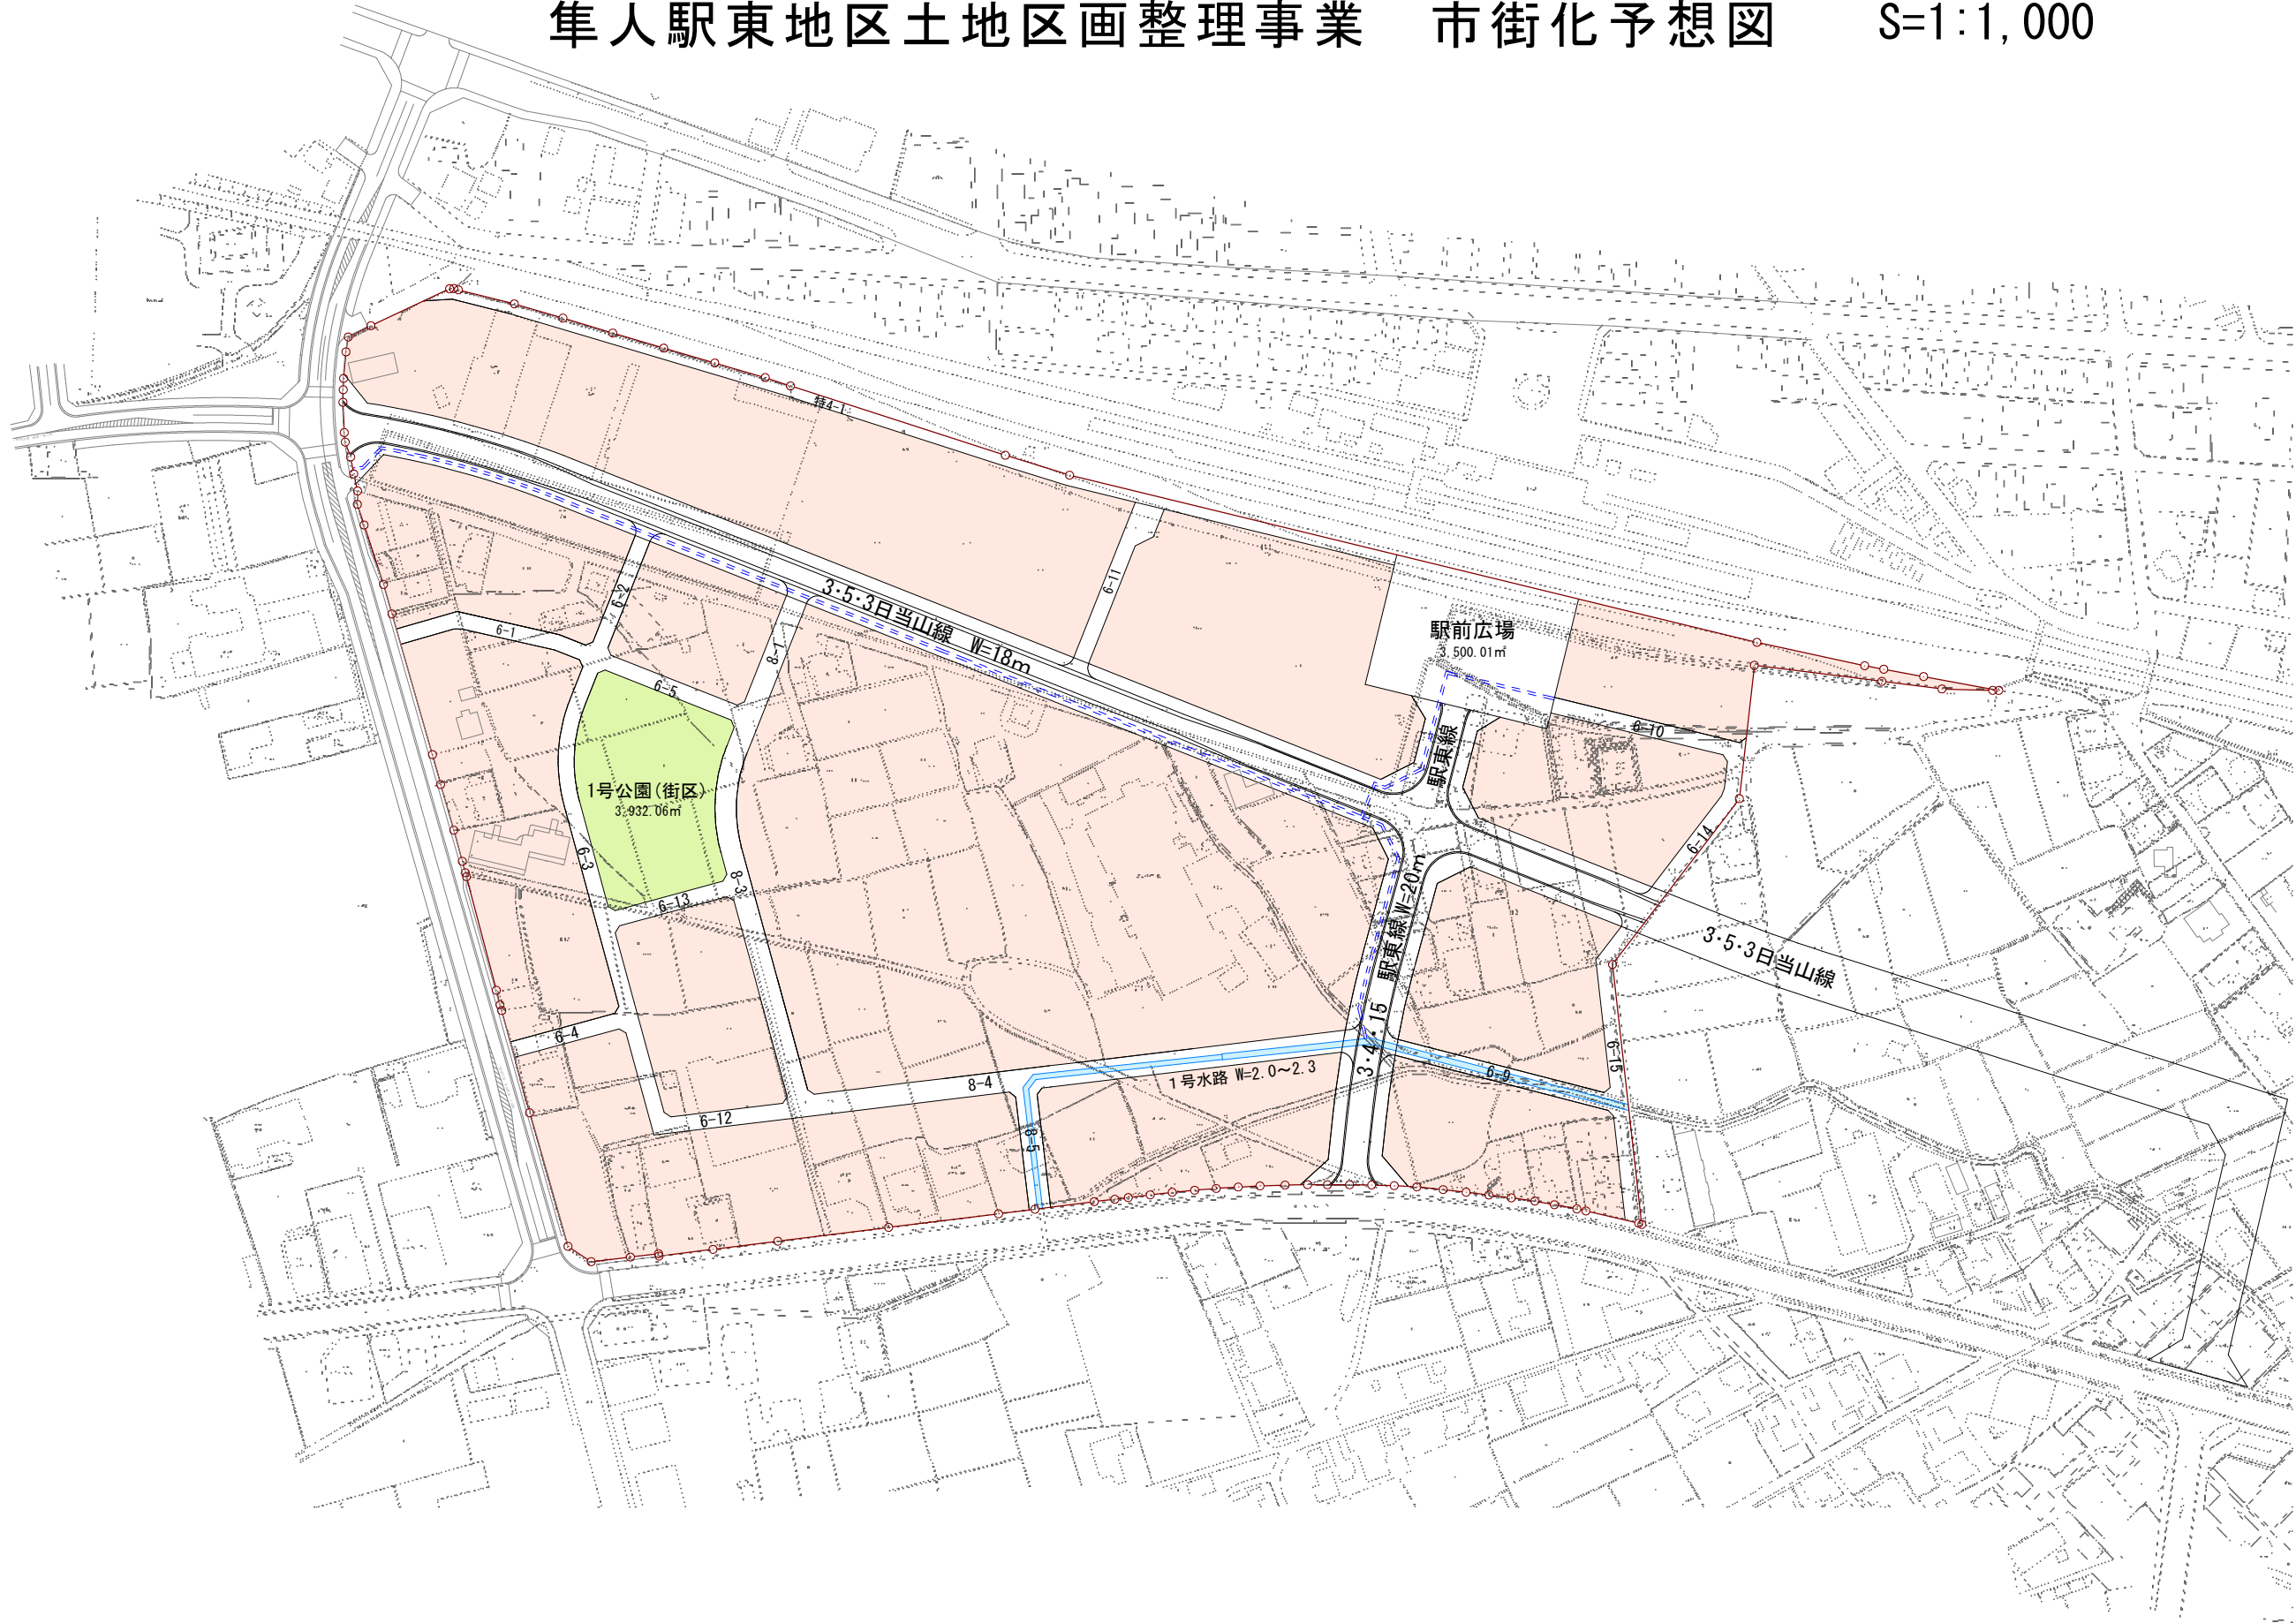 隼人駅東地区土地区画整理事業　市街化予想図　S=1:1,000
特4-1
6-11
6-2
3・5・3日当山線　W=18m
駅前広場
3,500.01㎡
6-1
8-1
6-5
駅東線
6-10
1号公園(街区)
3,932.06㎡
6-3
8-3
6-14
6-13
駅東線 W=20m
3・5・3日当山線
6-4
3・4・15
6-15
8-4
1号水路 W=2.0～2.3
6-9
6-12
8-5